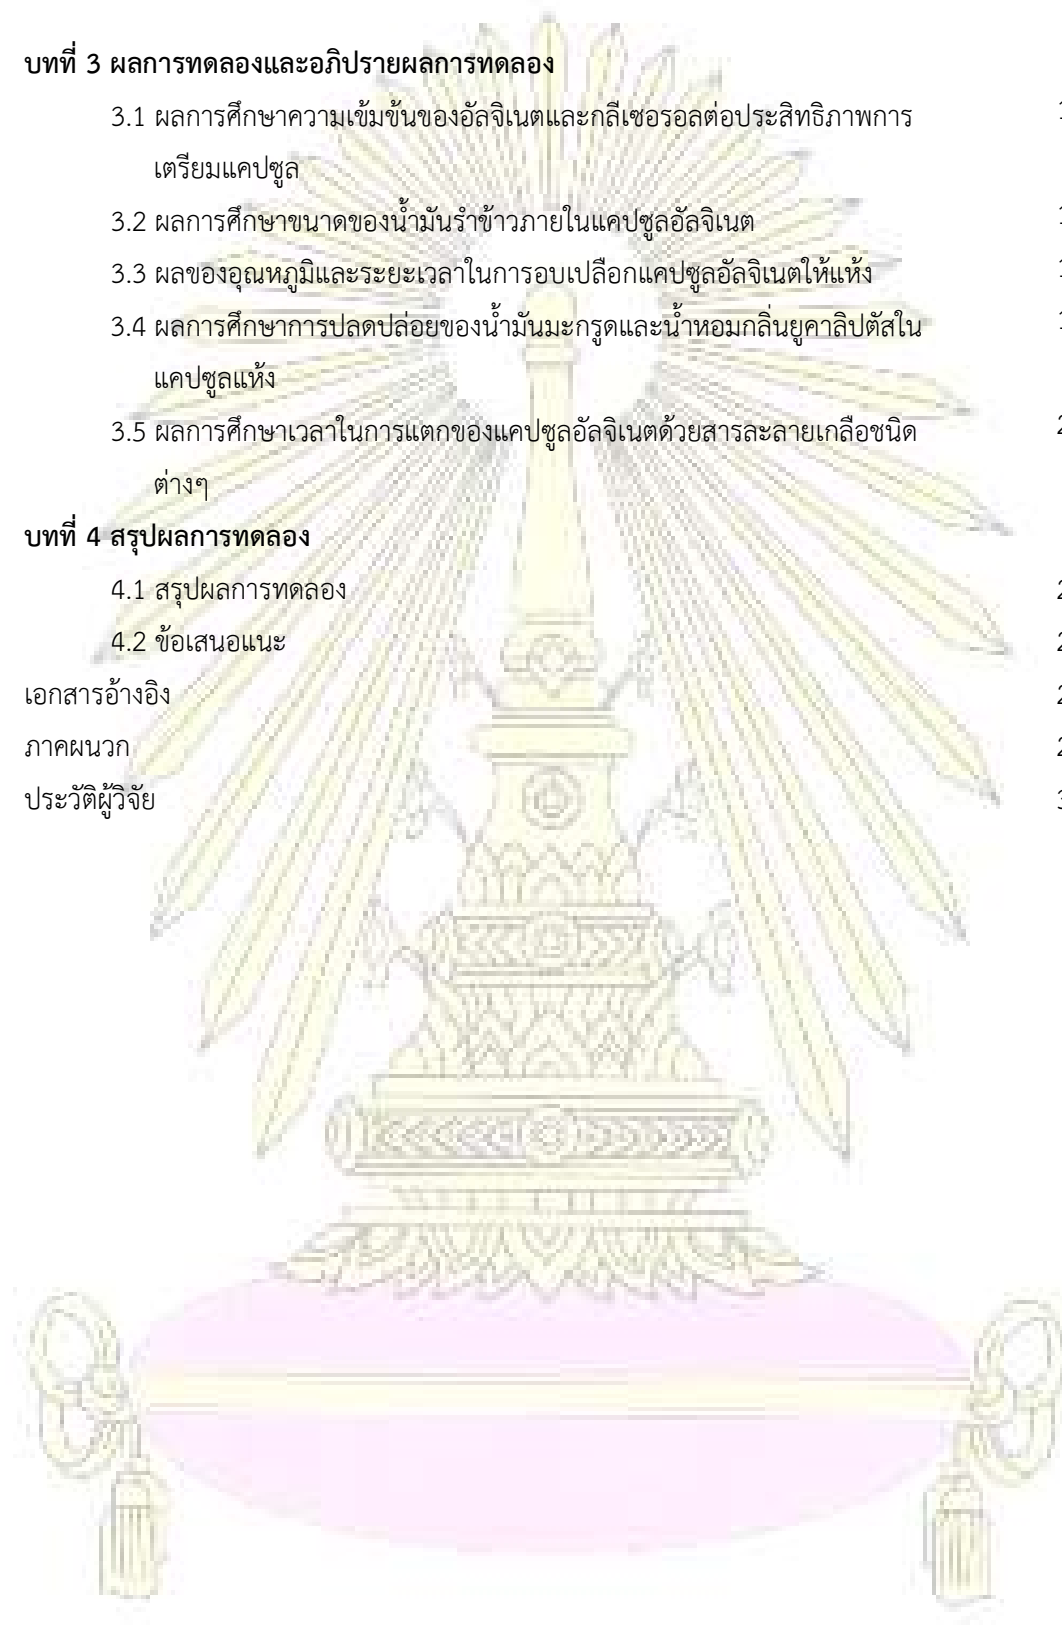 บทที่ 3 ผลการทดลองและอภิปรายผลการทดลอง
3.1 ผลการศึกษาความเข้มข้นของอัลจิเนตและกลีเซอรอลต่อประสิทธิภาพการ
เตรียมแคปซูล
3.2 ผลการศึกษาขนาดของน้ำมันรำข้าวภายในแคปซูลอัลจิเนต
3.3 ผลของอุณหภูมิและระยะเวลาในการอบเปลือกแคปซูลอัลจิเนตให้แห้ง
3.4 ผลการศึกษาการปลดปล่อยของน้ำมันมะกรูดและน้ำหอมกลิ่นยูคาลิปตัสใน
แคปซูลแห้ง
3.5 ผลการศึกษาเวลาในการแตกของแคปซูลอัลจิเนตด้วยสารละลายเกลือชนิด
ต่างๆ
บทที่ 4 สรุปผลการทดลอง
4.1 สรุปผลการทดลอง
4.2 ข้อเสนอแนะ
เอกสารอ้างอิง
ภาคผนวก
ประวัติผู้วิจัย